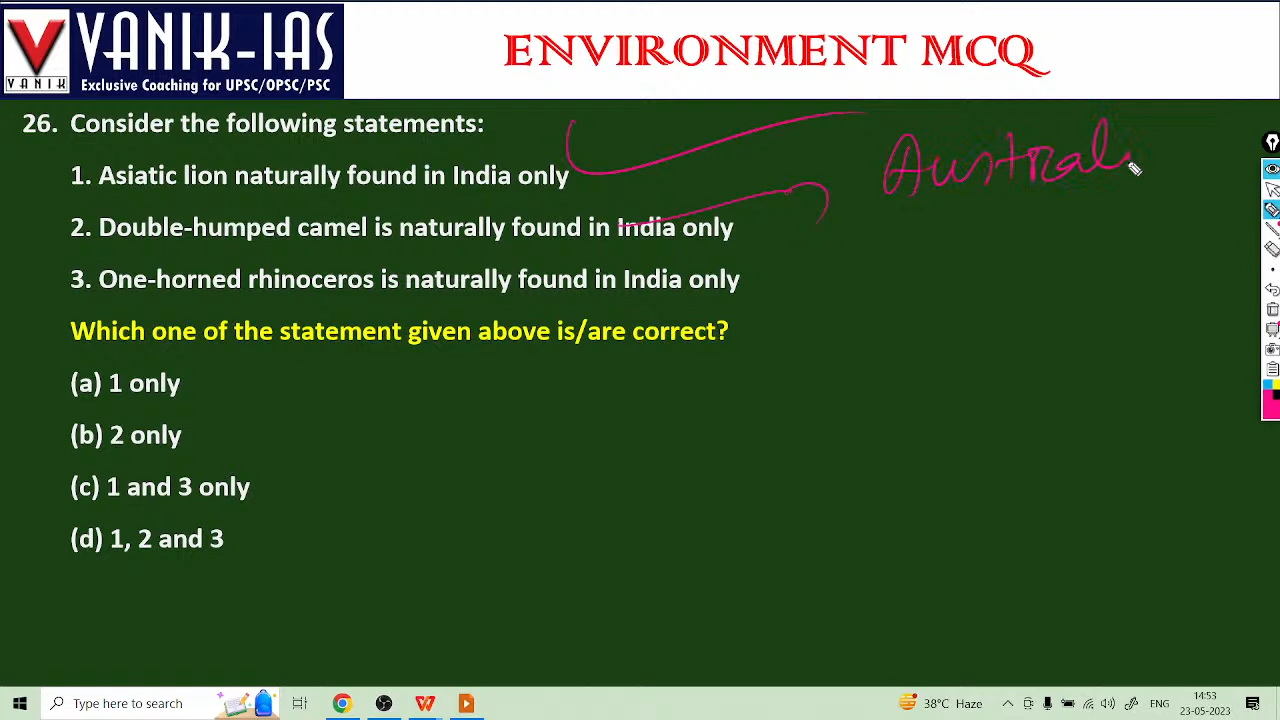 VANIK-IAS
VANIK
Exclusive Coaching for UPSC/OPSC/PSC
ENVIRONMENT MCQ
26. Consider the following statements:
Austral
1. Asiatic lion naturally found in India only
2. Double-humped camel is naturally found in India only
3. One-horned rhinoceros is naturally found in India only
Which one of the statement given above is/are correct?
(a) 1 only
(b) 2 only
(c) 1 and 3 only
(d) 1, 2 and 3
Type here to search
38°C Haze
ENG
14:53
23-05-2023